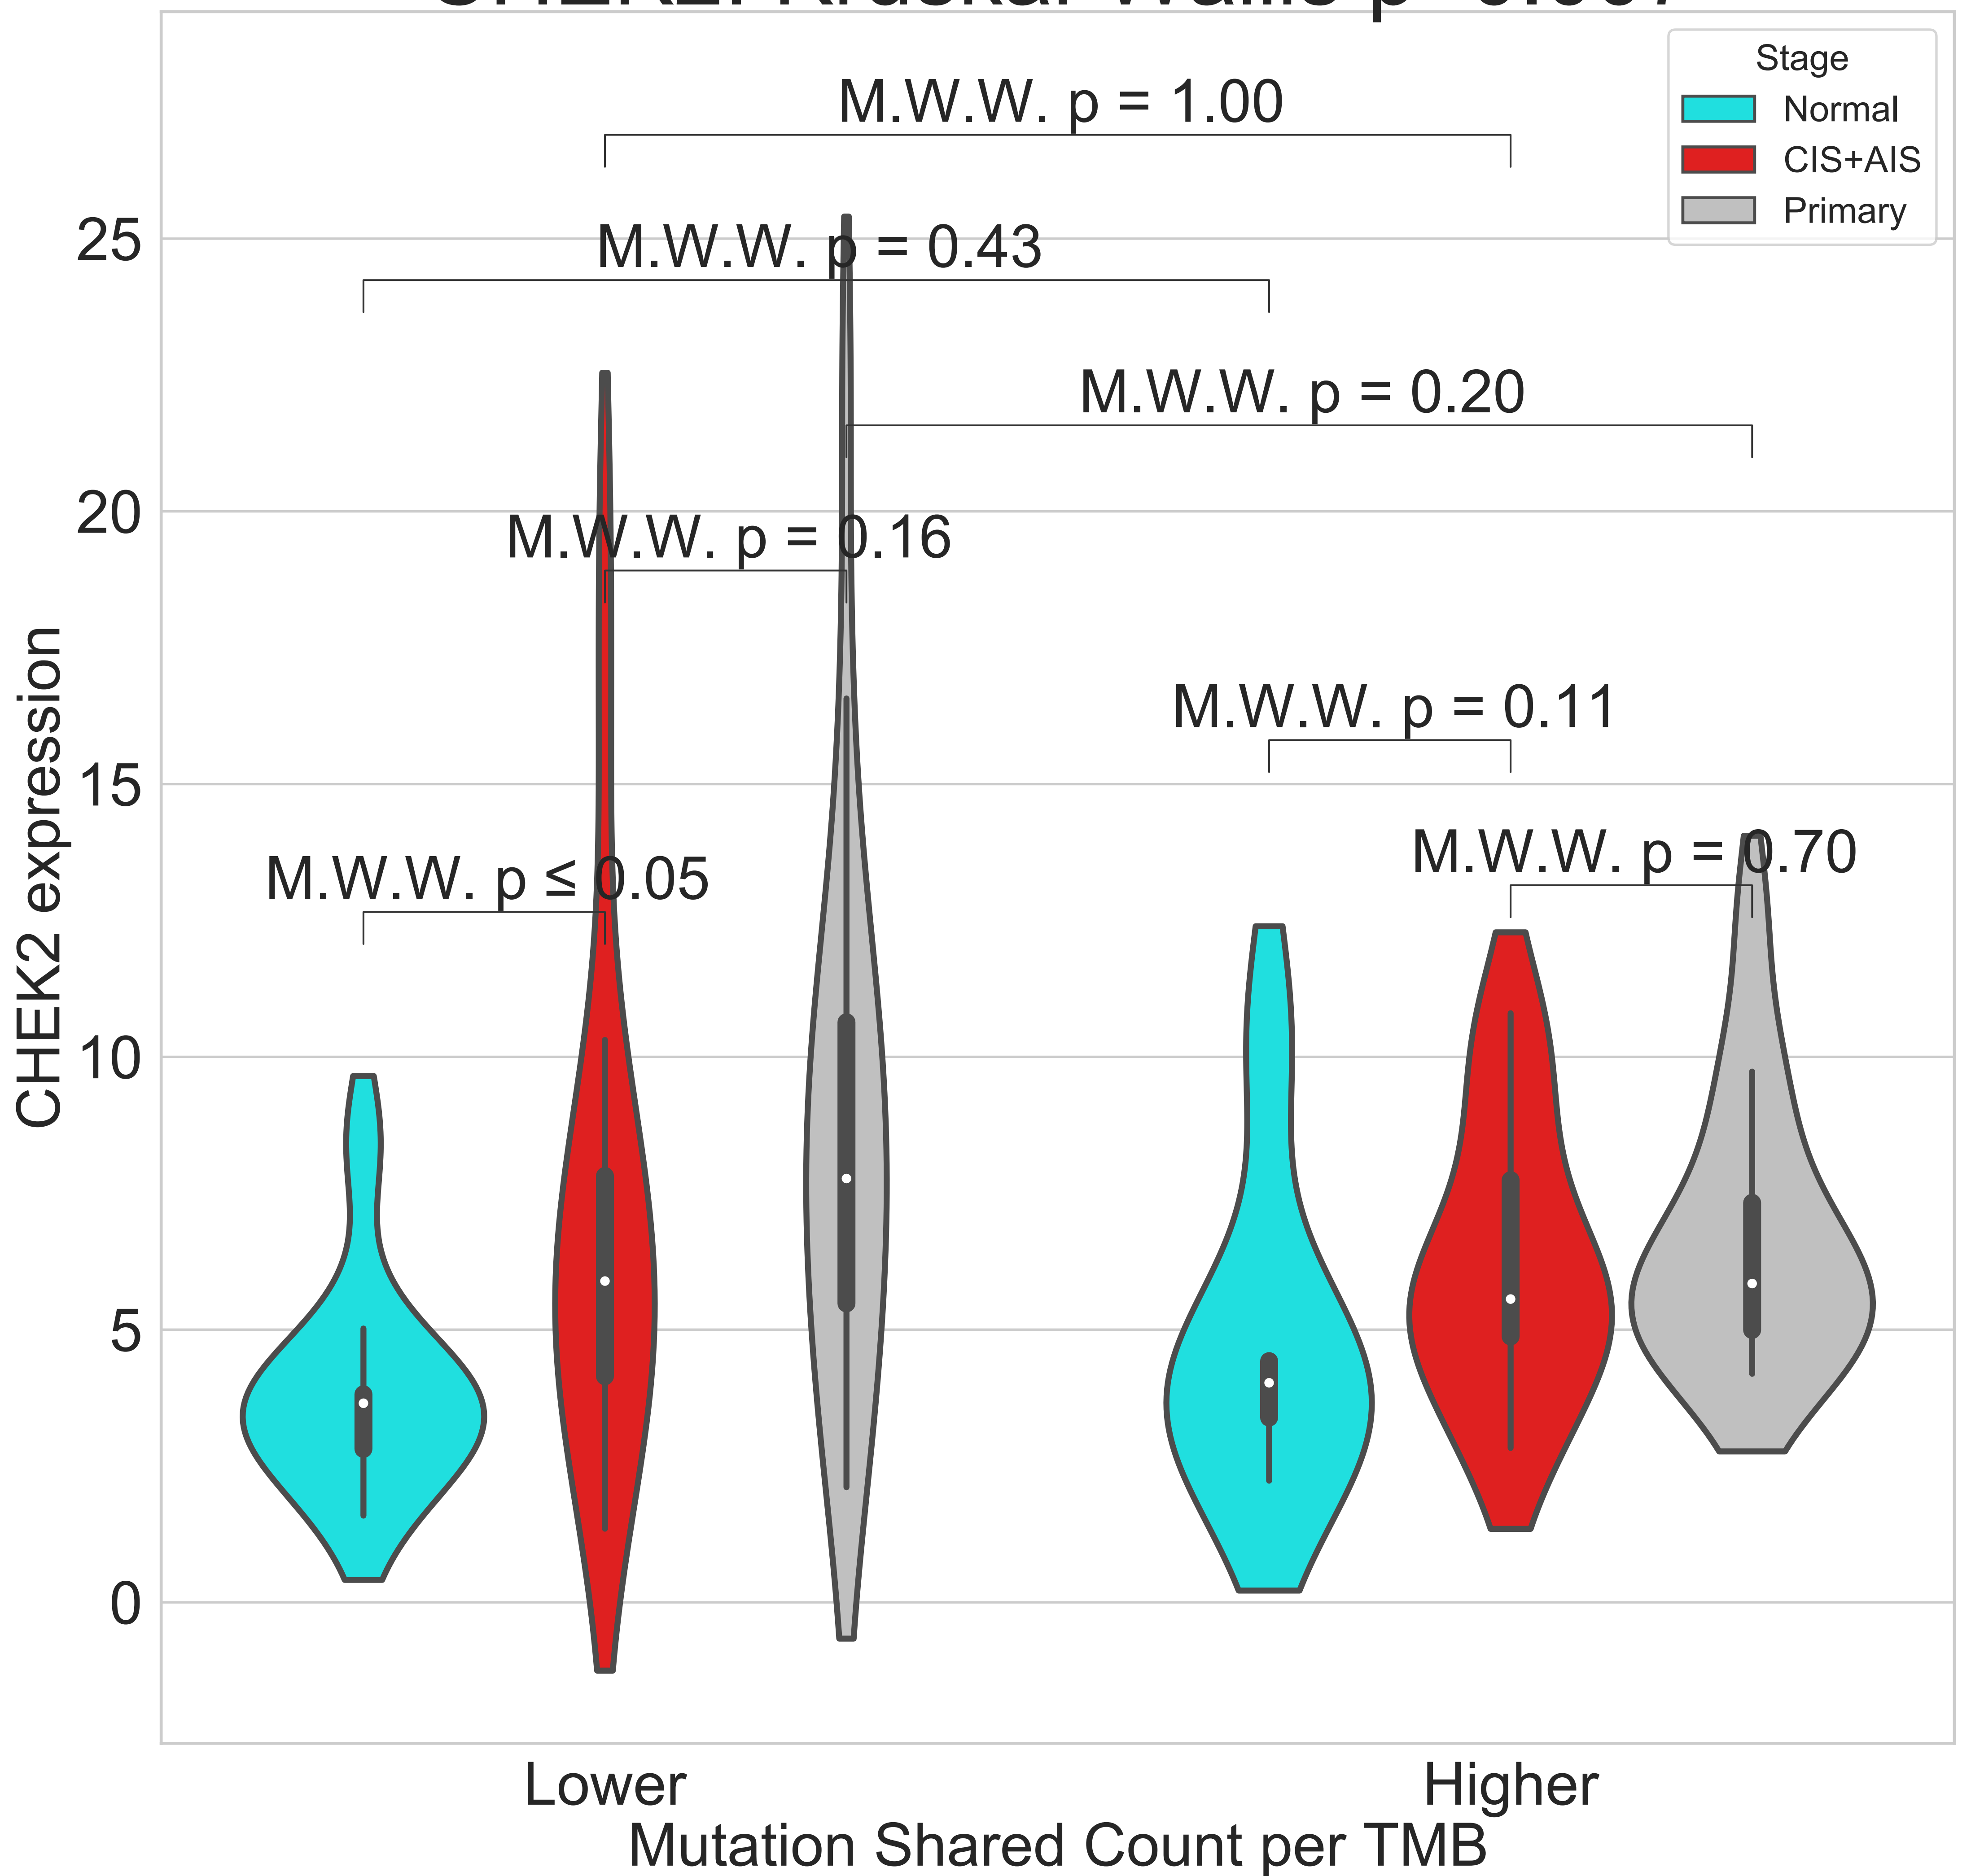 Stage
Normal
CIS+AIS
Primary
M.W.W. p = 1.00
M.W.W. p = 0.43
M.W.W. p = 0.20
M.W.W. p = 0.16
M.W.W. p = 0.11
M.W.W. p = 0.70
M.W.W. p ≤ 0.05
25
20
15
10
5
0
CHEK2 expression
Lower
Higher
Mutation Shared Count per TMB